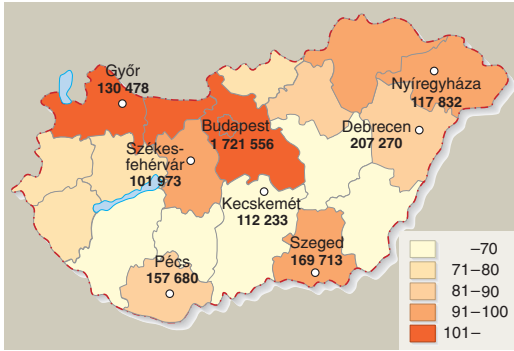 Győr
130 478
Nyíregyháza
117 832
Budapest
1 721 556
Debrecen
207 270
Székes-
fehérvár
101 973
Kecskemét
112 233
Szeged
169 713
Pécs
157 680
–70
71–80
81–90
91–100
101–